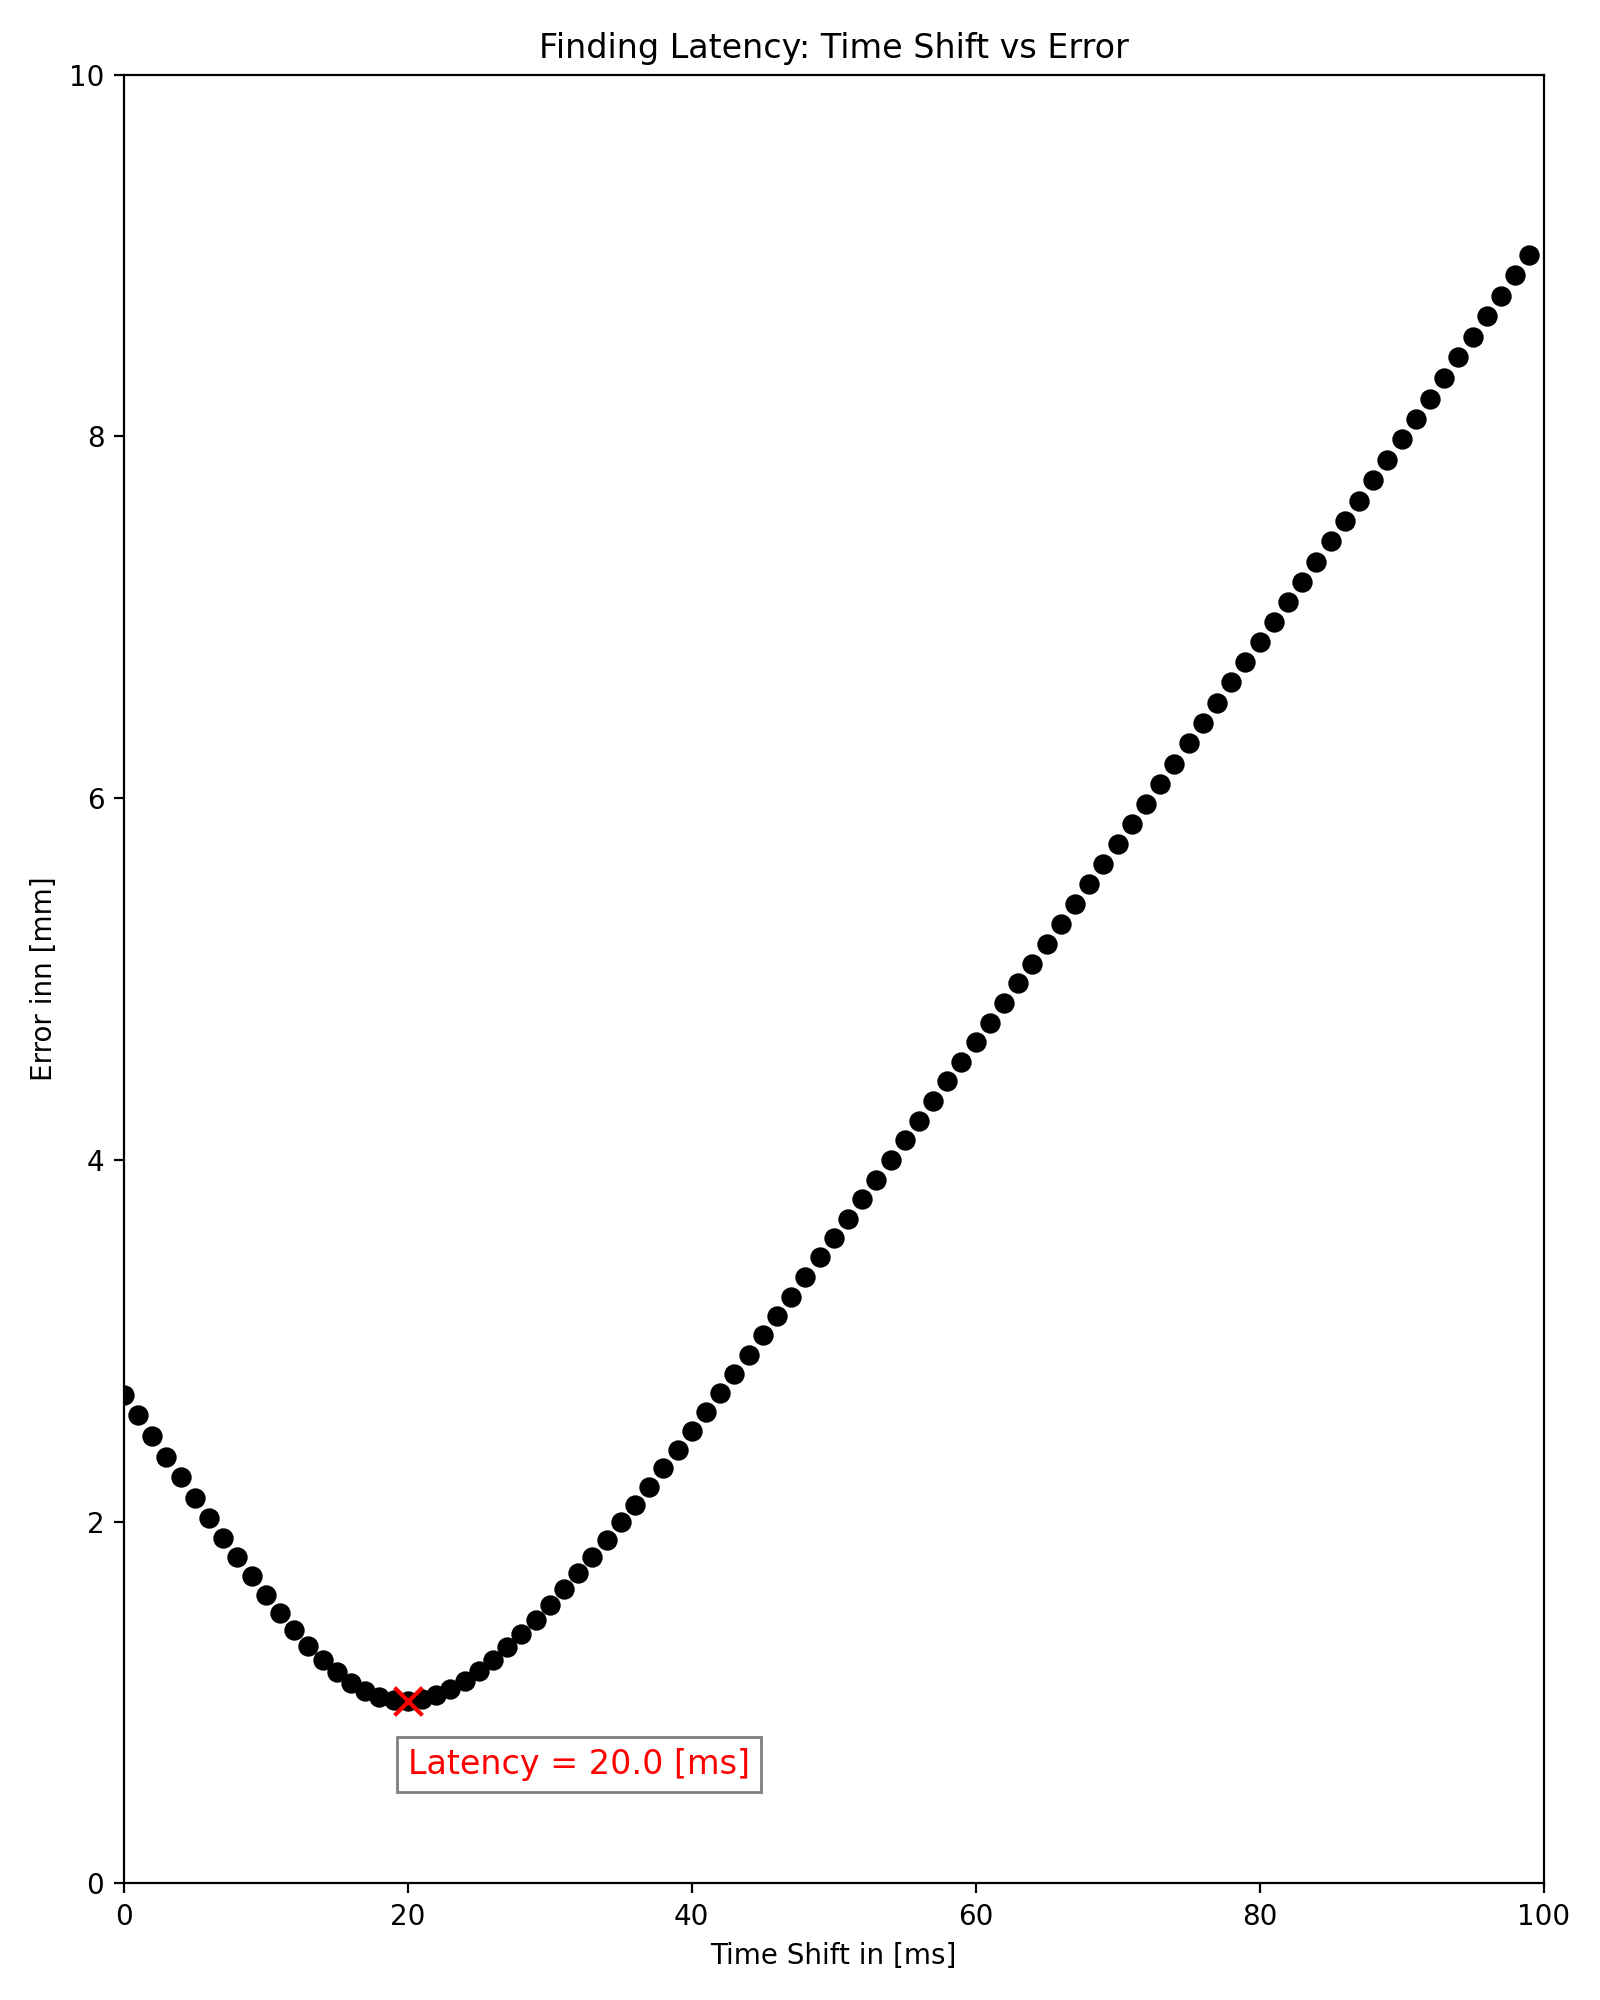 Finding Latency: Time Shift vs Error
10
8
6
4
2
0
Error inn [mm]
Latency = 20.0 [ms]
0 20 40 60 80 100
Time Shift in [ms]